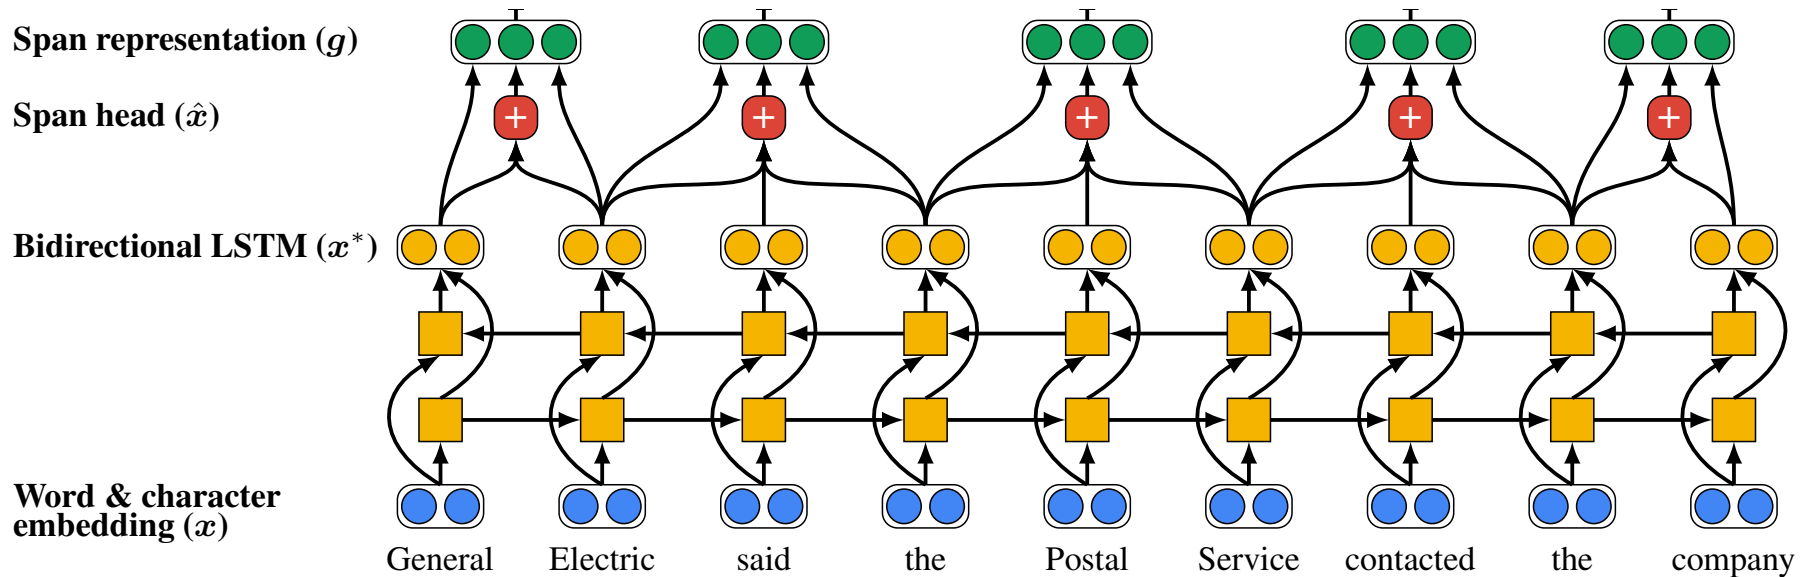 Span representation (g)
Span head (x̂)
+ + + + +
Bidirectional LSTM (x*)
Word & character
embedding (x)
General Electric said the Postal Service contacted the company